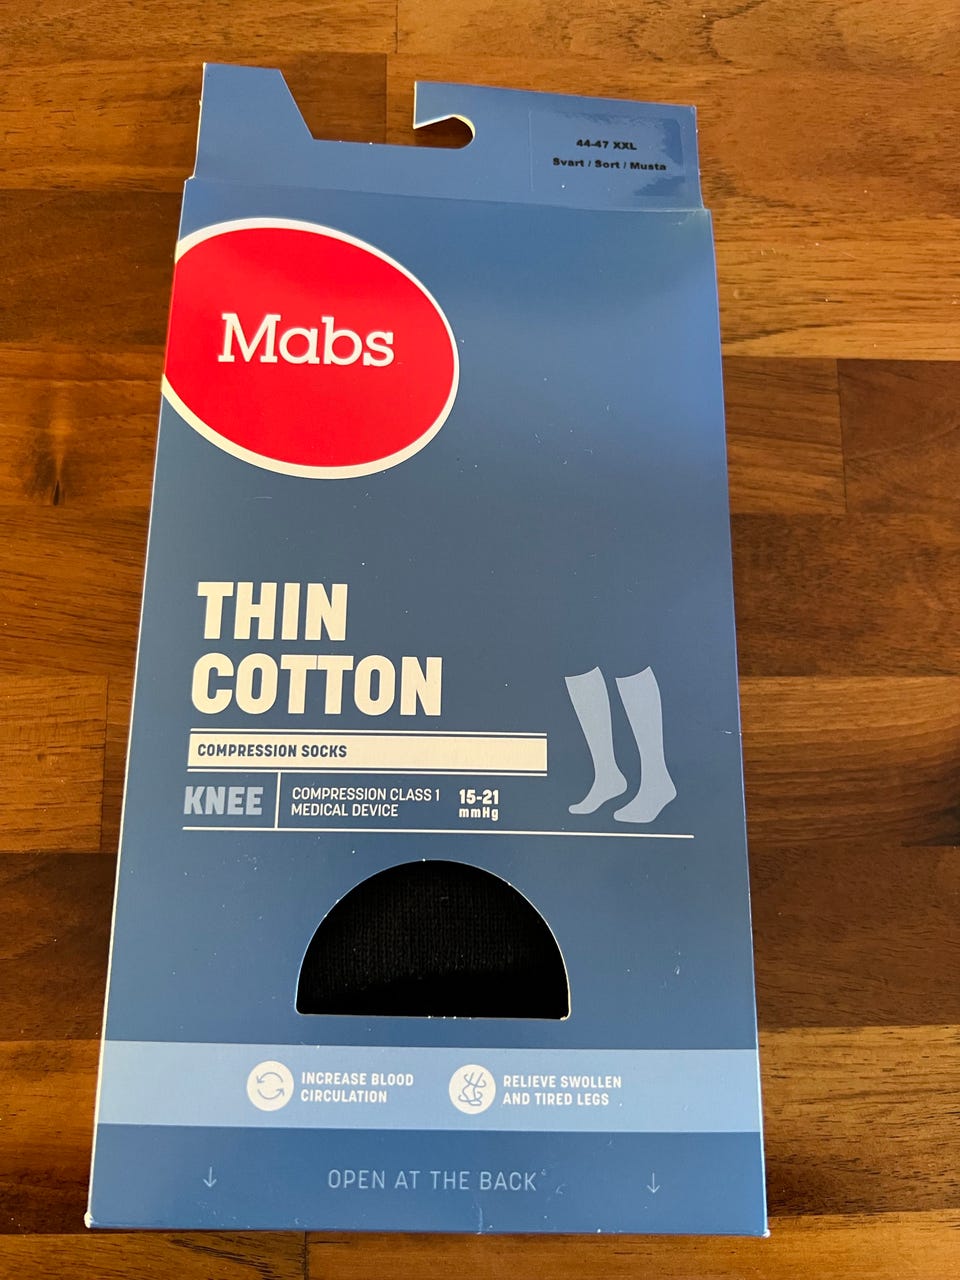 44-47 XXL
Svart / Sort / Musta
Mabs
THIN
COTTON
COMPRESSION SOCKS
KNEE
COMPRESSION CLASS 1
MEDICAL DEVICE
15-21
mmHg
INCREASE BLOOD
CIRCULATION
RELIEVE SWOLLEN
AND TIRED LEGS
OPEN AT THE BACK